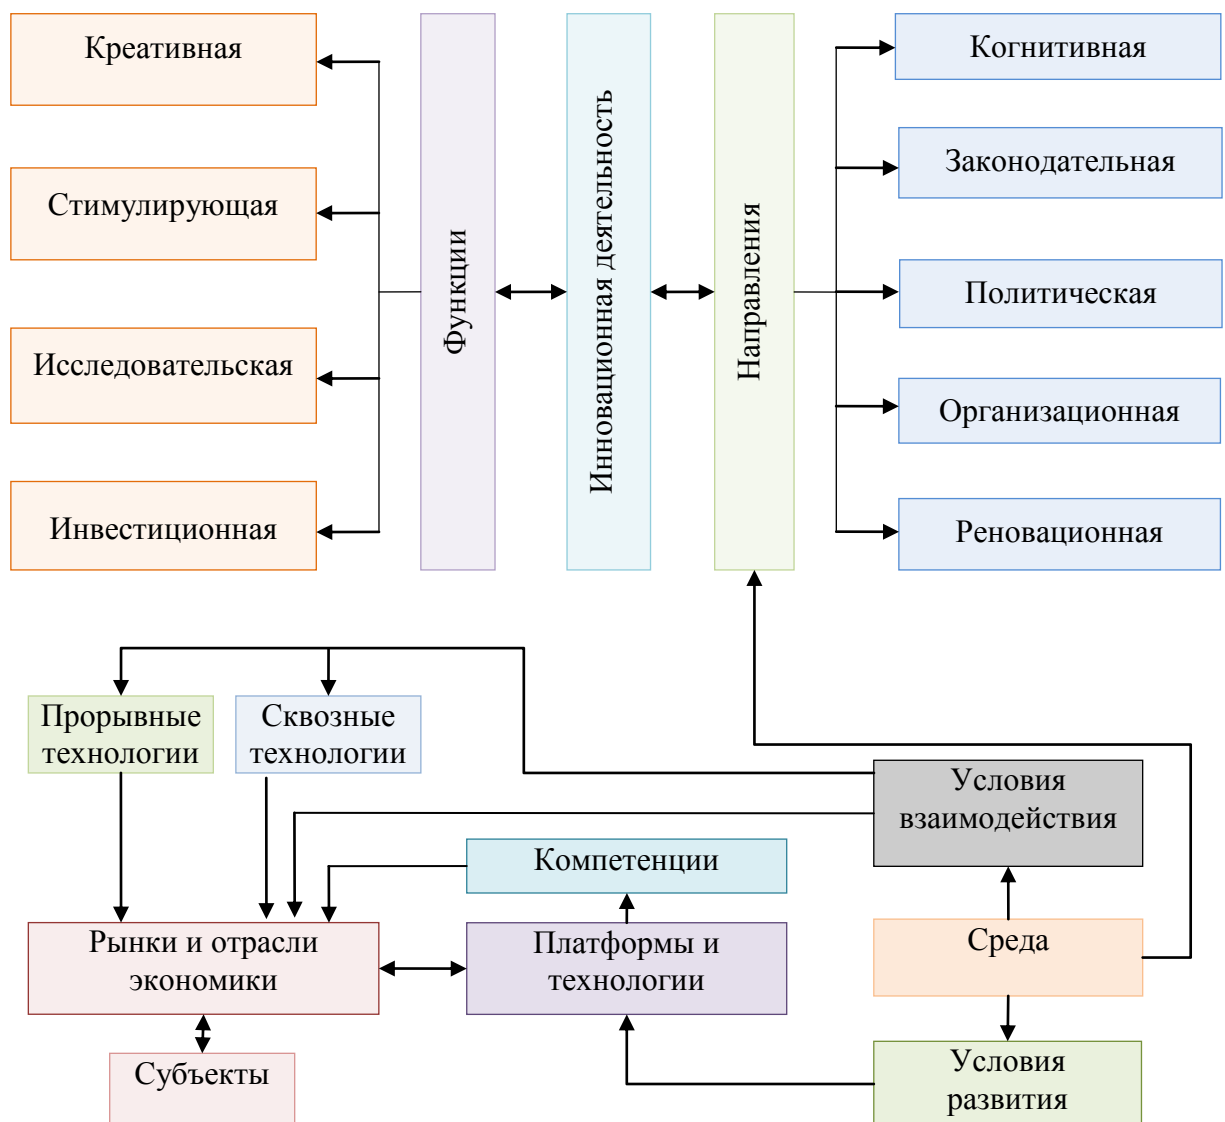 Креативная
Стимулирующая
Исследовательская
Инвестиционная
Функции
Инновационная деятельность
Направления
Когнитивная
Законодательная
Политическая
Организационная
Реновационная
Прорывные
технологии
Сквозные
технологии
Условия
взаимодействия
Компетенции
Рынки и отрасли
экономики
Платформы и
технологии
Среда
Субъекты
Условия
развития